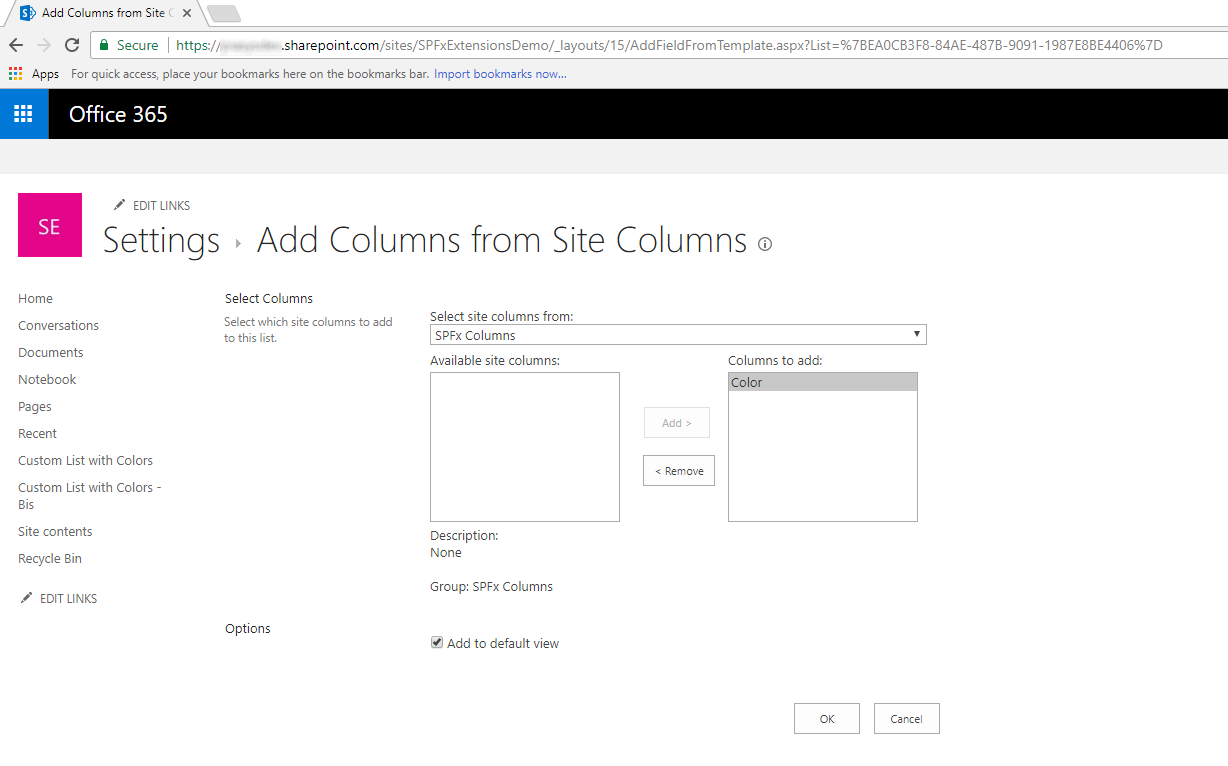 Add Columns from Site C
Secure
https://
.sharepoint.com/sites/SPFxExtensionsDemo/_layouts/15/AddFieldFromTemplate.aspx?List=%7BEA0CB3F8-84AE-487B-9091-1987E8BE4406%7D
Apps For quick access, place your bookmarks here on the bookmarks bar. Import bookmarks now...
Office 365
SE
EDIT LINKS
Settings Add Columns from Site Columns
Home
Conversations
Documents
Notebook
Pages
Recent
Custom List with Colors
Custom List with Colors -
Bis
Site contents
Recycle Bin
EDIT LINKS
Select Columns
Select which site columns to add
to this list.
Select site columns from:
SPFx Columns
Available site columns:
Columns to add:
Color
Add >
< Remove
Description:
None
Group: SPFx Columns
Options
Add to default view
OK
Cancel